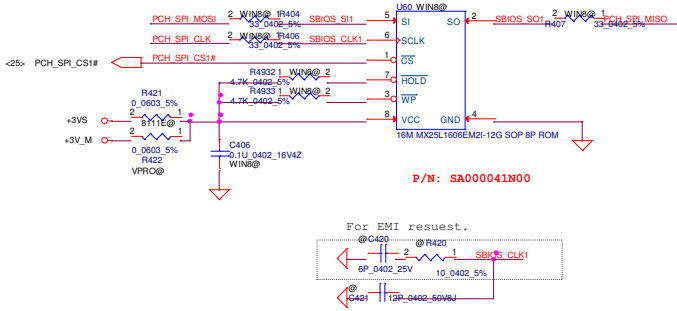 U60 WIN8@
PCH_SPI_MOSI 2 WIN8@ 1 R404 SBIOS_SI1 5 SI SO 2 SBIOS_SO1 2 WIN8@ 1 PCH_SPI_MISO
33_0402_5% R407 33_0402_5%
PCH_SPI_CLK 2 WIN8@ 1 R406 SBIOS_CLK1 6 SCLK
33_0402_5%
<25> PCH_SPI_CS1# PCH_SPI_CS1# 1 CS
R4932 1 WIN8@ 2 7 HOLD
4.7K_0402_5%
R4933 1 WIN8@ 2 3 WP
4.7K_0402_5%
R421
0_0603_5%
+3VS 2 1 8 VCC GND 4
8111E@
+3V_M 2 1
0_0603_5%
R422
VPRO@
C406
0.1U_0402_16V4Z
WIN8@
16M MX25L1606EM2I-12G SOP 8P ROM
P/N: SA000041N00
For EMI resuest.
@ C420 @ R420
2 1 SBIOS_CLK1
6P_0402_25V 10_0402_5%
@
C421 12P_0402_50V8J